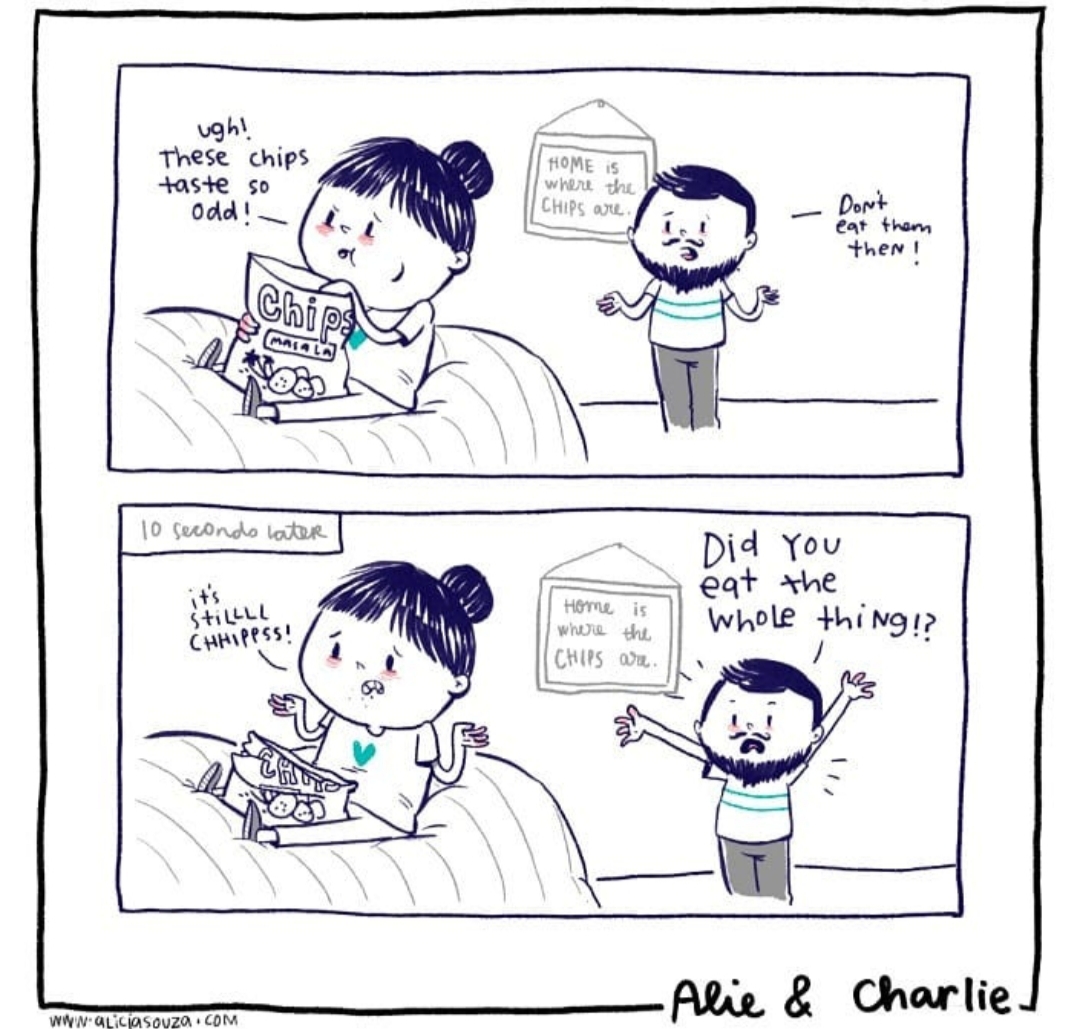 ugh!
These chips
taste so
odd!
HOME is
where the
CHIPS are.
Don't
eat them
then!
Chips
MASALA
10 seconds later
it's
STiLLLL
CHHIPPSS!
Home is
where the
CHIPS are.
Did You
eat the
whole thing!?
CHIPS
Alie & Charlie
www.aliciasouza.com